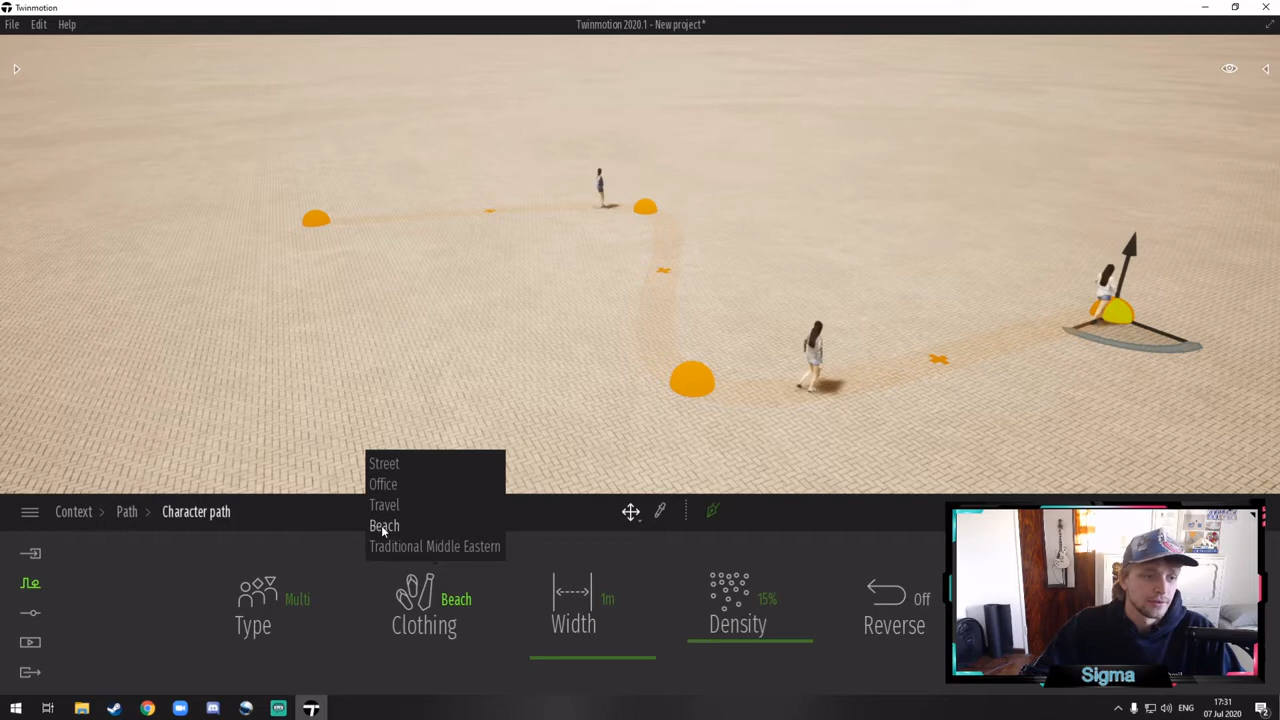 Twinmotion
File Edit Help
Twinmotion 2020.1 - New project*
Street
Office
Travel
Beach
Traditional Middle Eastern
Context > Path > Character path
Multi
Type
Beach
Clothing
1m
Width
15%
Density
Off
Reverse
Sigma
ENG
17:31
07 Jul 2020
2